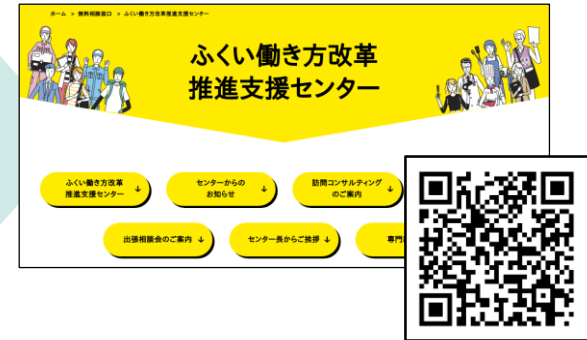 ホーム > 無料相談窓口 > ふくい働き方改革推進支援センター
ふくい働き方改革
推進支援センター
ふくい働き方改革
推進支援センター ↓
センターからの
お知らせ ↓
訪問コンサルティング
のご案内 ↓
出張相談会のご案内 ↓
センター長からご挨拶 ↓
専門